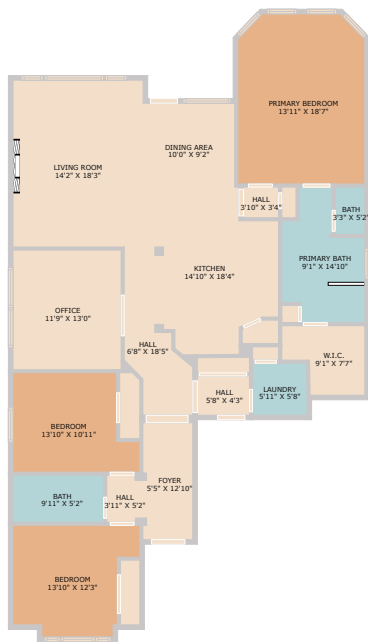 PRIMARY BEDROOM
13'11" X 18'7"
DINING AREA
10'0" X 9'2"
LIVING ROOM
14'2" X 18'3"
HALL
3'10" X 3'4"
BATH
3'3" X 5'2"
PRIMARY BATH
9'1" X 14'10"
KITCHEN
14'10" X 18'4"
OFFICE
11'9" X 13'0"
HALL
6'8" X 18'5"
W.I.C.
9'1" X 7'7"
HALL
5'8" X 4'3"
LAUNDRY
5'11" X 5'8"
BEDROOM
13'10" X 10'11"
FOYER
5'5" X 12'10"
BATH
9'11" X 5'2"
HALL
3'11" X 5'2"
BEDROOM
13'10" X 12'3"